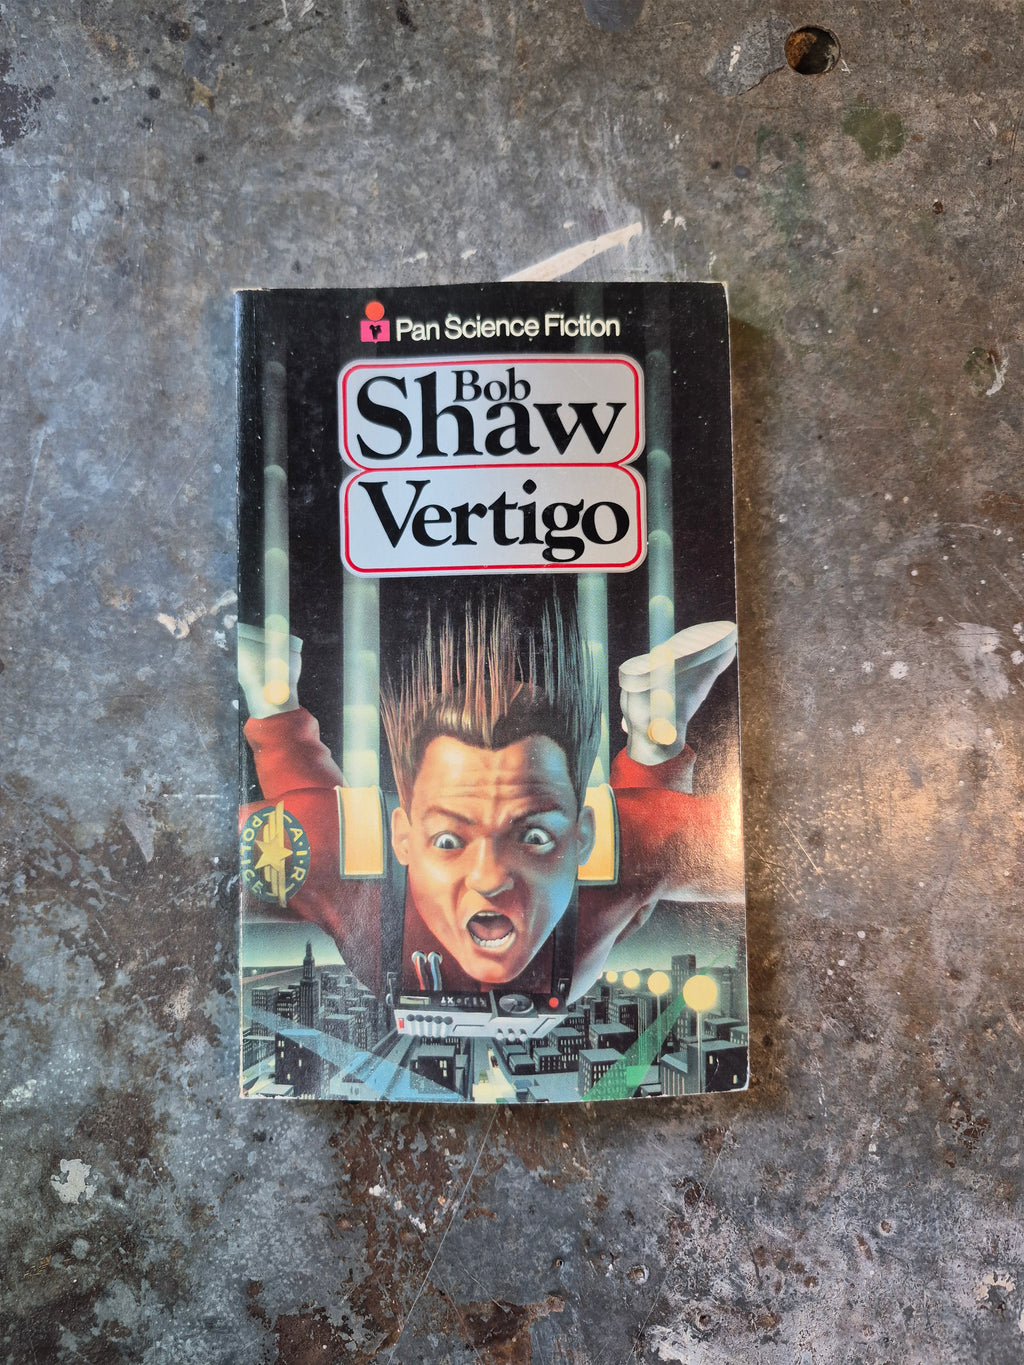 Pan Science Fiction
Bob
Shaw
Vertigo
AIR
POLICE